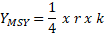 Y_MSY = 1/4 x r x k